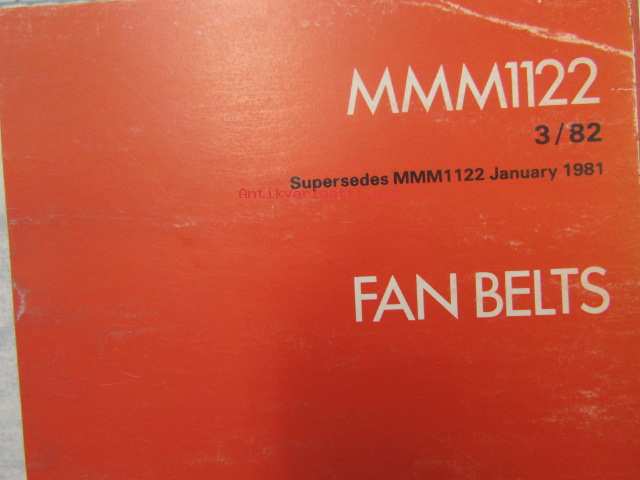 MMM1122
3/82
Supersedes MMM1122 January 1981
FAN BELTS